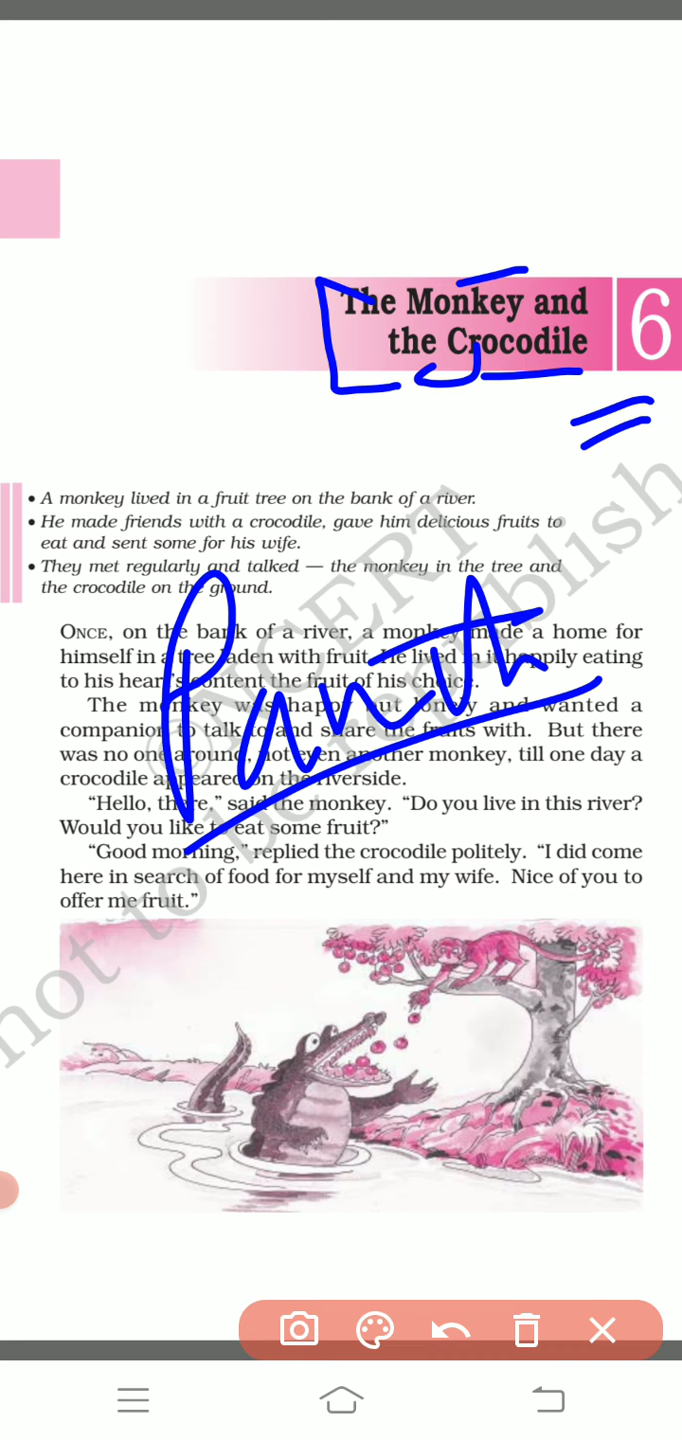 The Monkey and
the Crocodile
6
• A monkey lived in a fruit tree on the bank of a river.
• He made friends with a crocodile, gave him delicious fruits to
eat and sent some for his wife.
• They met regularly and talked — the monkey in the tree and
the crocodile on the ground.
ONCE, on the bank of a river, a monkey made a home for
himself in a tree laden with fruit. He lived in it happily eating
to his heart's content the fruit of his choice.
The monkey was happy but lonely and wanted a
companion to talk to and share the fruits with. But there
was no one around, not even another monkey, till one day a
crocodile appeared on the riverside.
“Hello, there,” said the monkey. “Do you live in this river?
Would you like to eat some fruit?”
“Good morning,” replied the crocodile politely. “I did come
here in search of food for myself and my wife. Nice of you to
offer me fruit.”
©NCERT
not to be republish